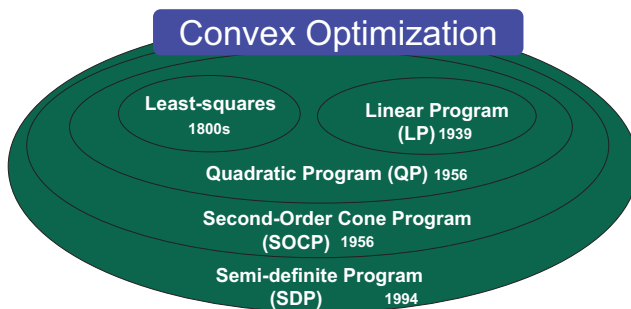 Convex Optimization
Least-squares
1800s
Linear Program
(LP) 1939
Quadratic Program (QP) 1956
Second-Order Cone Program
(SOCP) 1956
Semi-definite Program
(SDP) 1994